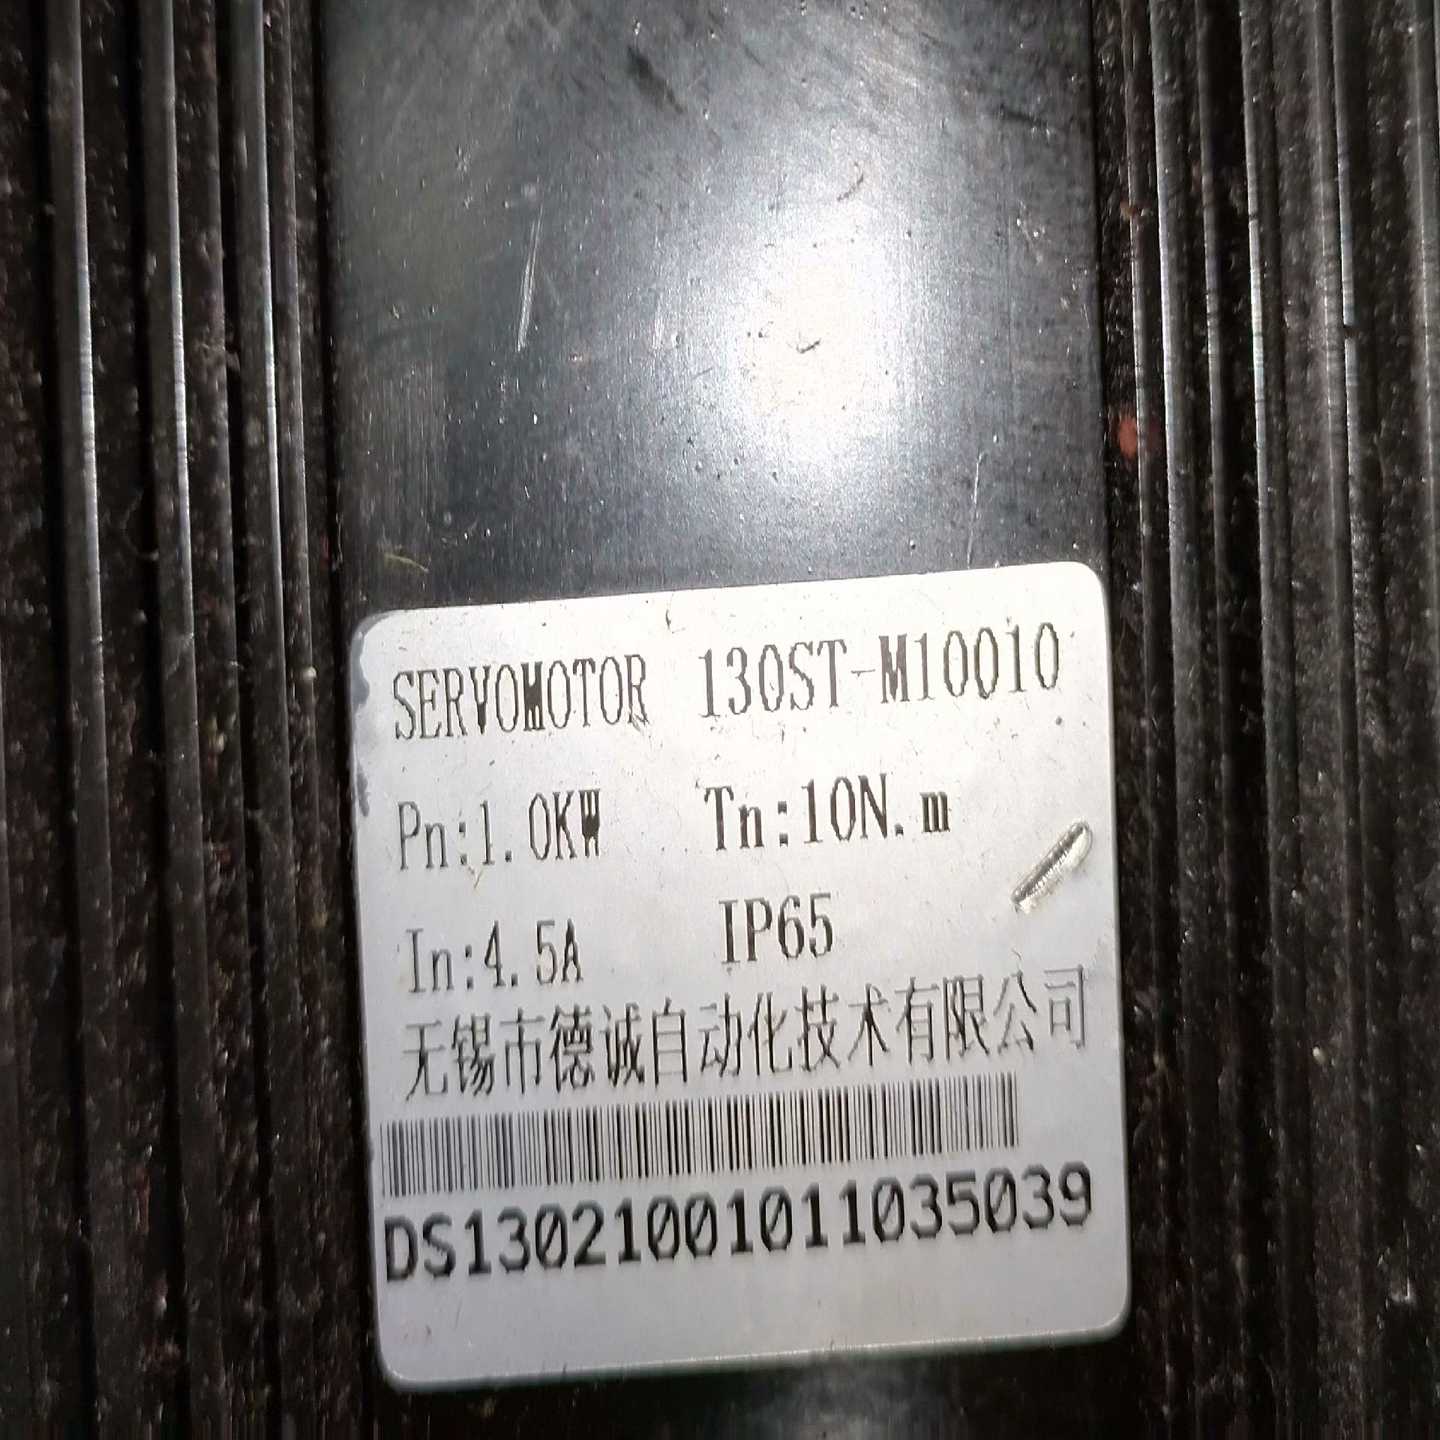 SERVOMOTOR 130ST-M10010
Pn:1.0KW Tn:10N.m
In:4.5A IP65
无锡市德诚自动化技术有限公司
DS13021001011035039